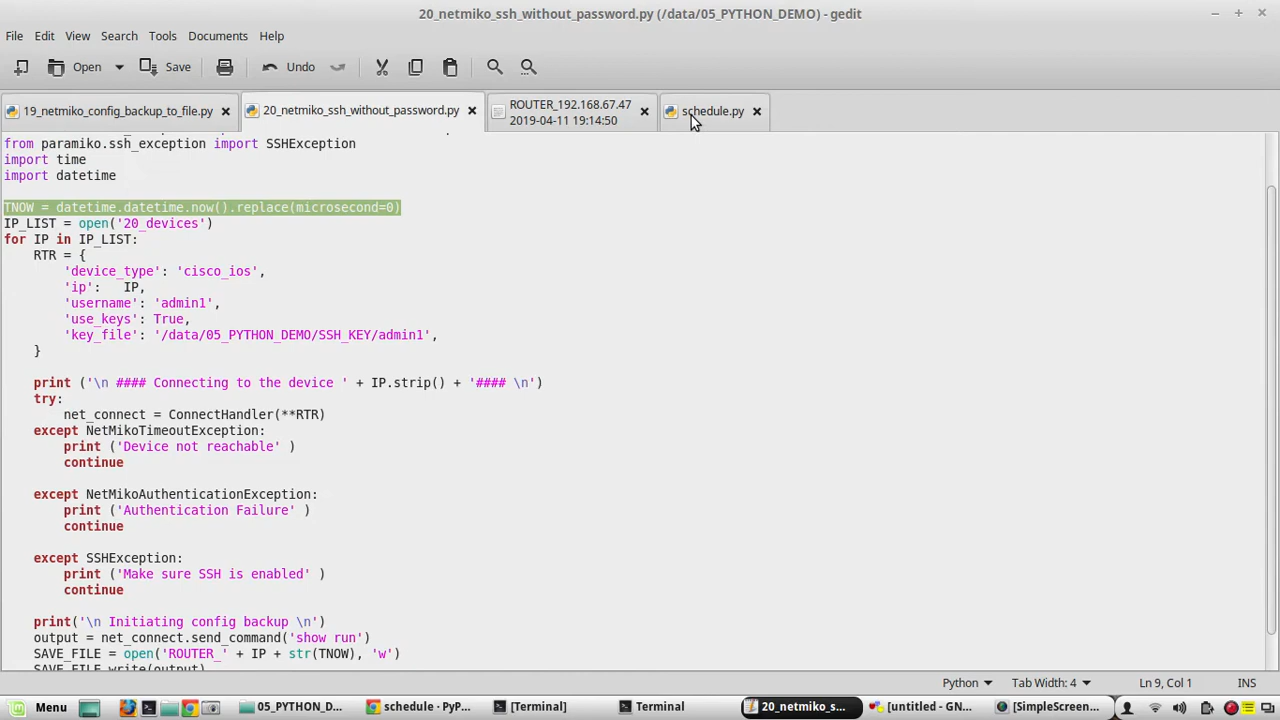 20_netmiko_ssh_without_password.py (/data/05_PYTHON_DEMO) - gedit
File Edit View Search Tools Documents Help
Open Save Undo
19_netmiko_config_backup_to_file.py
20_netmiko_ssh_without_password.py
ROUTER_192.168.67.47
2019-04-11 19:14:50
schedule.py
from paramiko.ssh_exception import SSHException
import time
import datetime
TNOW = datetime.datetime.now().replace(microsecond=0)
IP_LIST = open('20_devices')
for IP in IP_LIST:
    RTR = {
        'device_type': 'cisco_ios',
        'ip':   IP,
        'username': 'admin1',
        'use_keys': True,
        'key_file': '/data/05_PYTHON_DEMO/SSH_KEY/admin1',
    }
    print ('\n #### Connecting to the device ' + IP.strip() + '#### \n')
    try:
        net_connect = ConnectHandler(**RTR)
    except NetMikoTimeoutException:
        print ('Device not reachable' )
        continue
    except NetMikoAuthenticationException:
        print ('Authentication Failure' )
        continue
    except SSHException:
        print ('Make sure SSH is enabled' )
        continue
    print('\n Initiating config backup \n')
    output = net_connect.send_command('show run')
    SAVE_FILE = open('ROUTER_' + IP + str(TNOW), 'w')
    SAVE_FILE.write(output)
Python Tab Width: 4 Ln 9, Col 1 INS
Menu 05_PYTHON_D... schedule · PyP... [Terminal] Terminal 20_netmiko_s... [untitled - GN... [SimpleScreen...